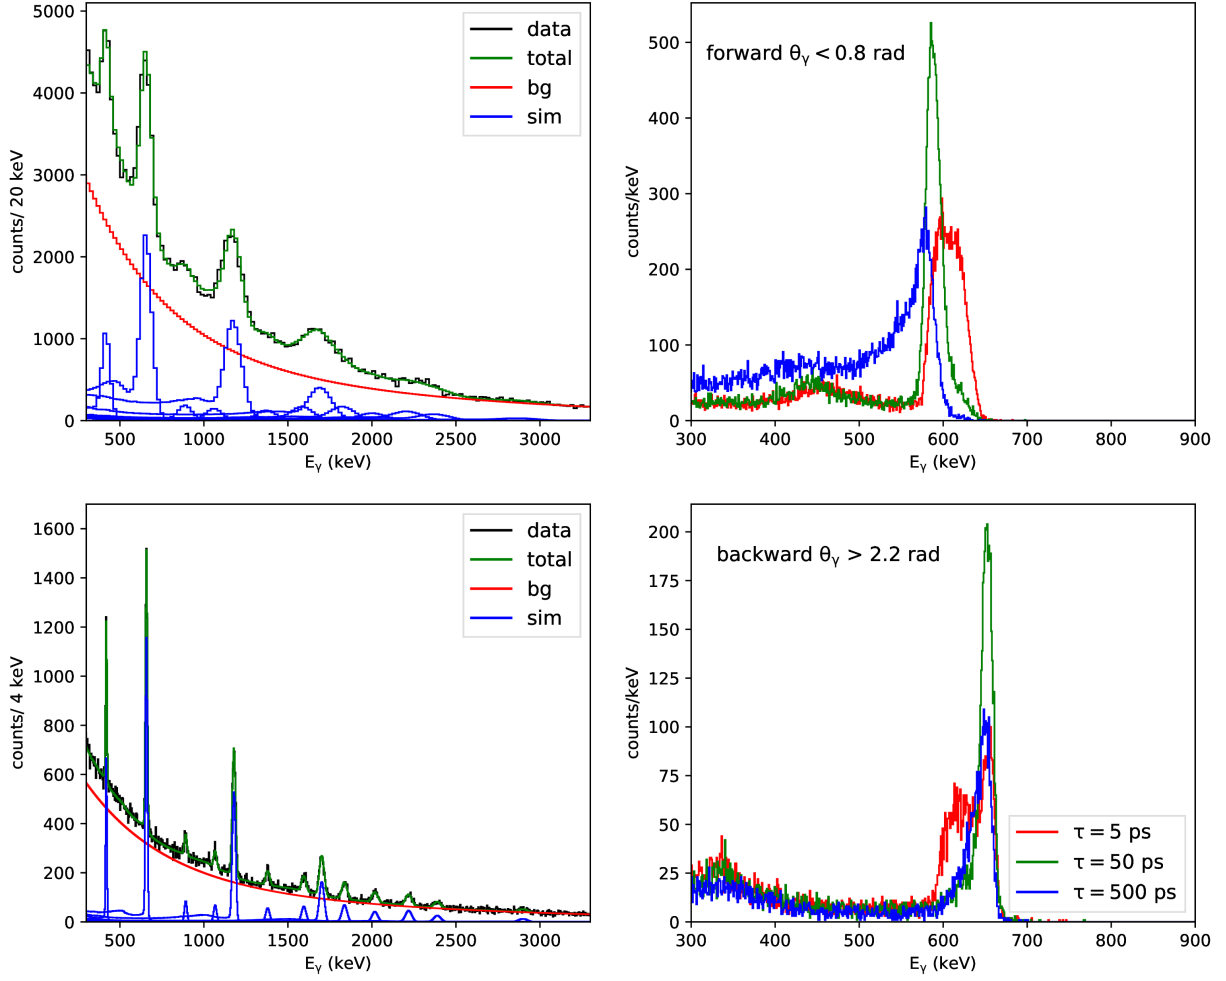 data
total
bg
sim
counts/ 20 keV
5000
4000
3000
2000
1000
0
500 1000 1500 2000 2500 3000
Eγ (keV)
forward θγ < 0.8 rad
counts/keV
500
400
300
200
100
0
300 400 500 600 700 800 900
Eγ (keV)
data
total
bg
sim
counts/ 4 keV
1600
1400
1200
1000
800
600
400
200
0
500 1000 1500 2000 2500 3000
Eγ (keV)
backward θγ > 2.2 rad
counts/keV
200
175
150
125
100
75
50
25
0
τ = 5 ps
τ = 50 ps
τ = 500 ps
300 400 500 600 700 800 900
Eγ (keV)